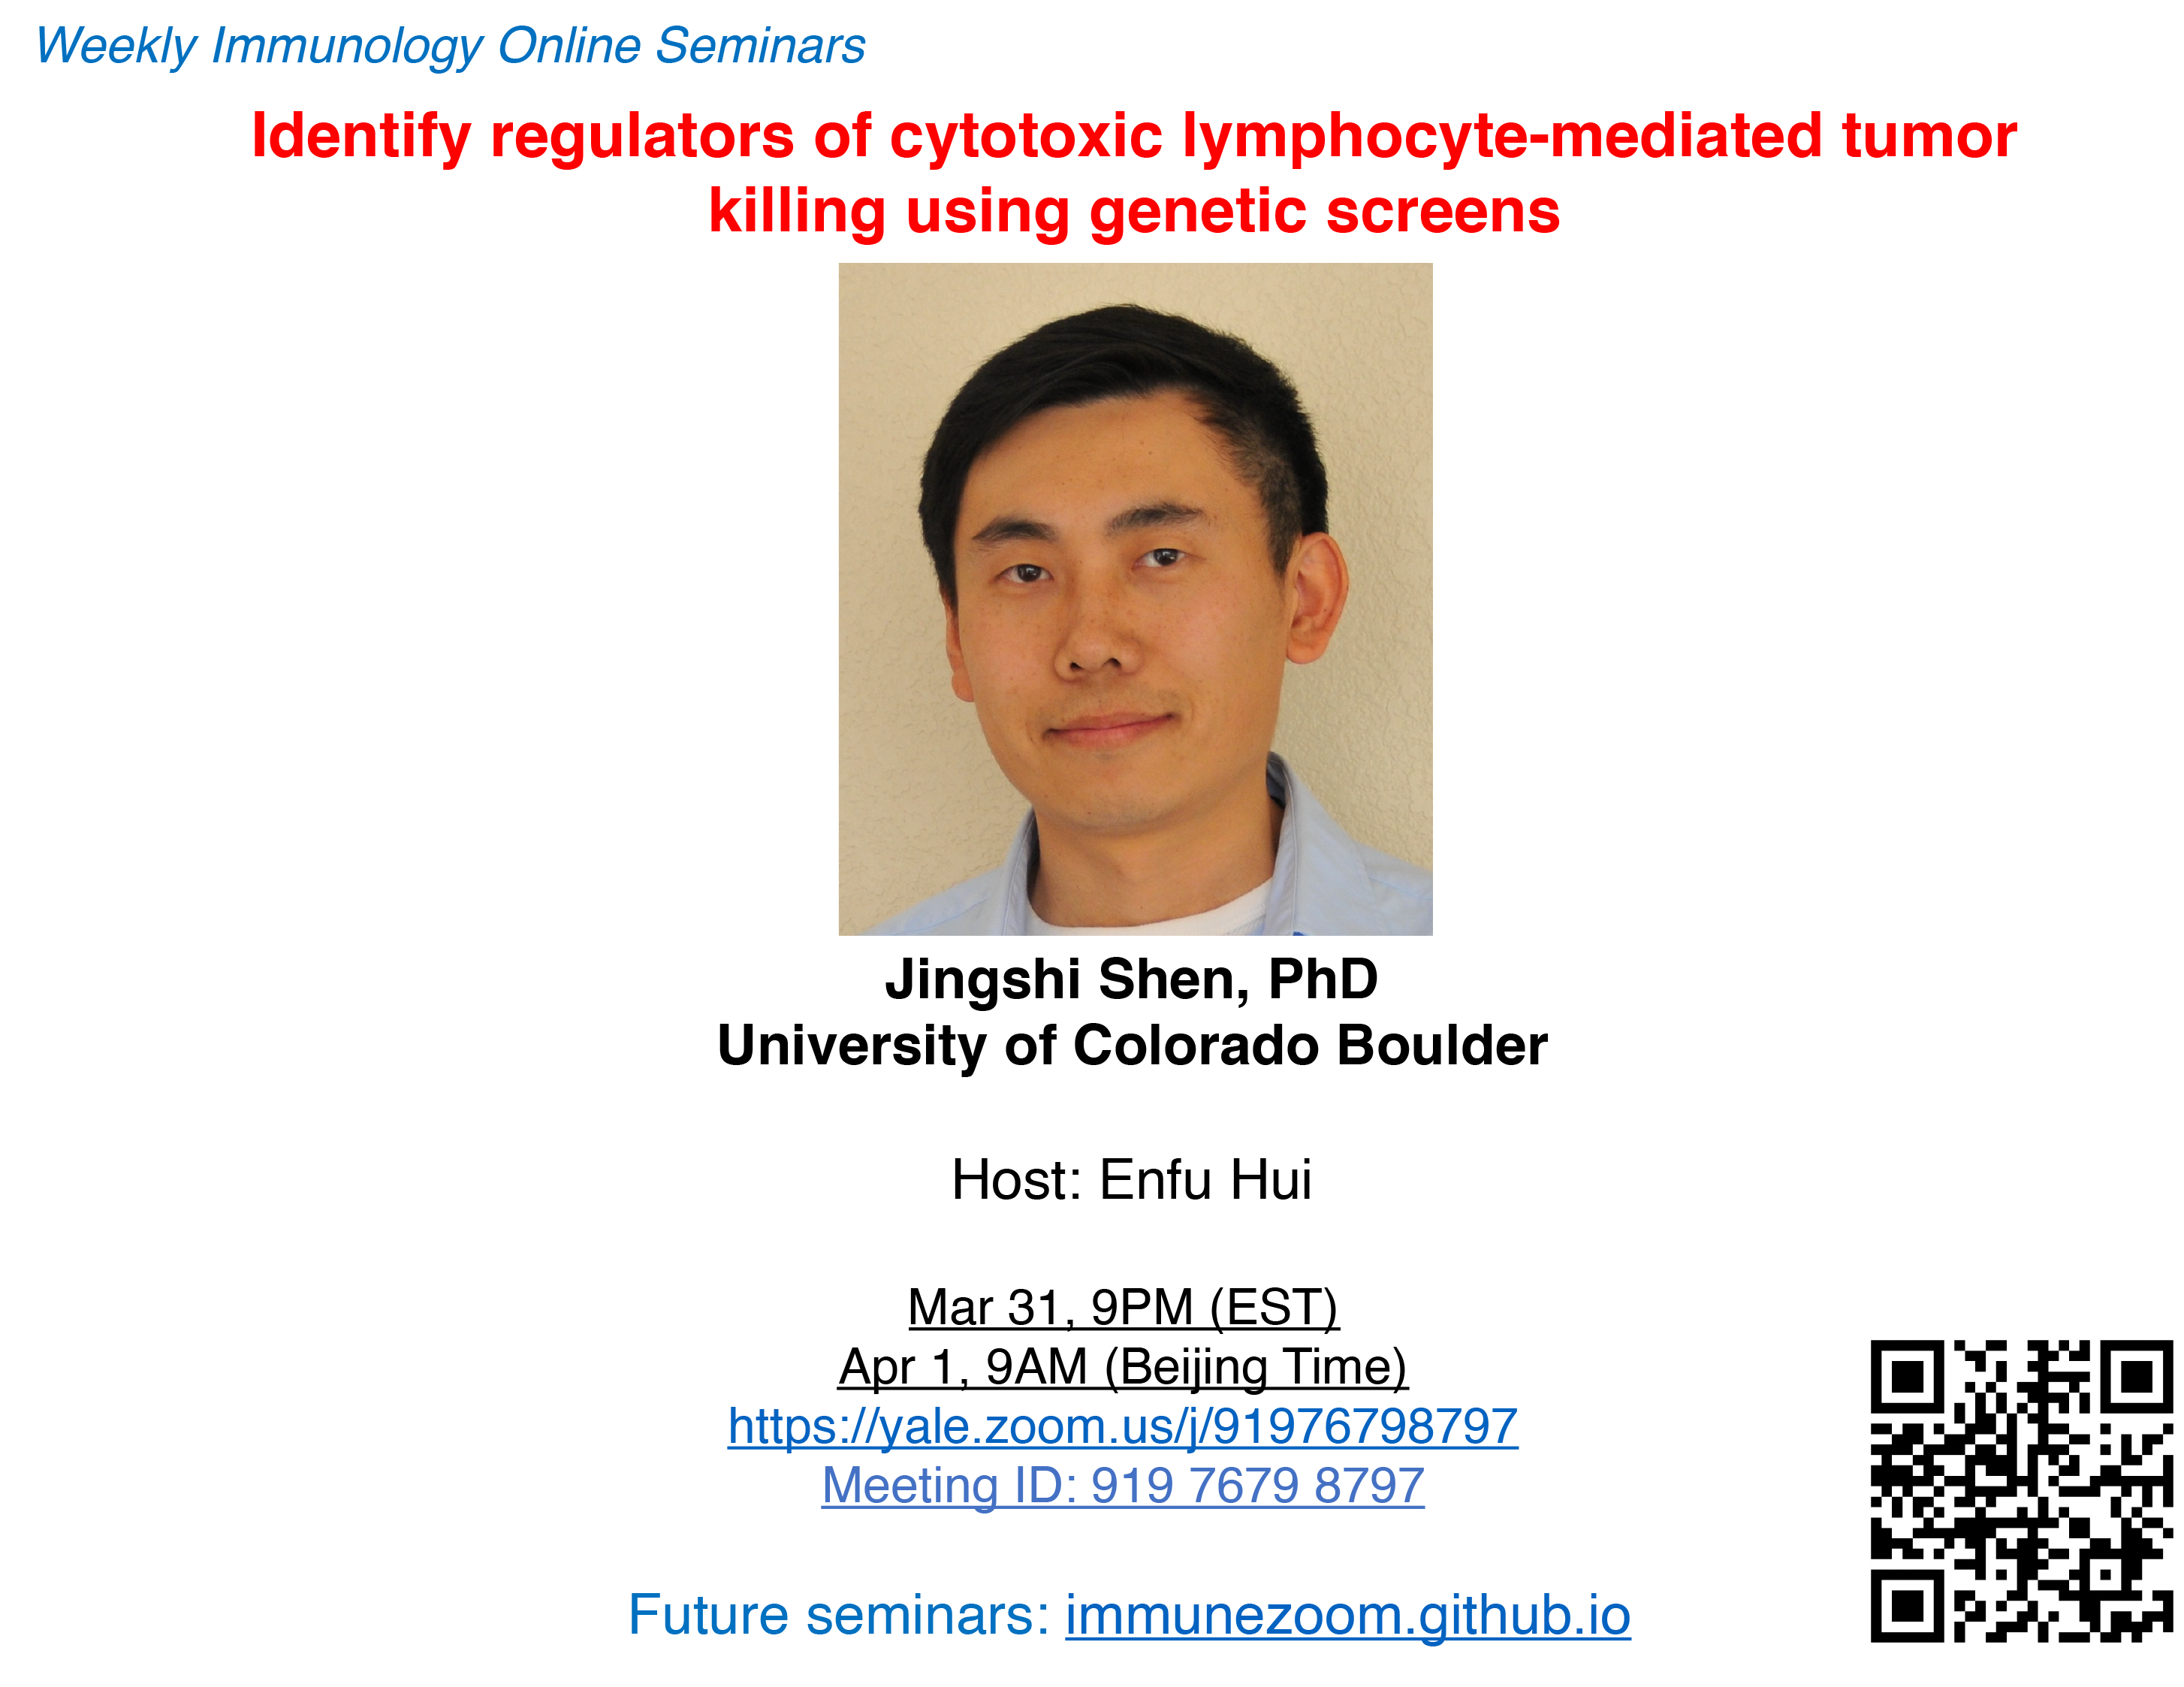 Weekly Immunology Online Seminars
Identify regulators of cytotoxic lymphocyte-mediated tumor
killing using genetic screens
Jingshi Shen, PhD
University of Colorado Boulder
Host: Enfu Hui
Mar 31, 9PM (EST)
Apr 1, 9AM (Beijing Time)
https://yale.zoom.us/j/91976798797
Meeting ID: 919 7679 8797
Future seminars: immunezoom.github.io